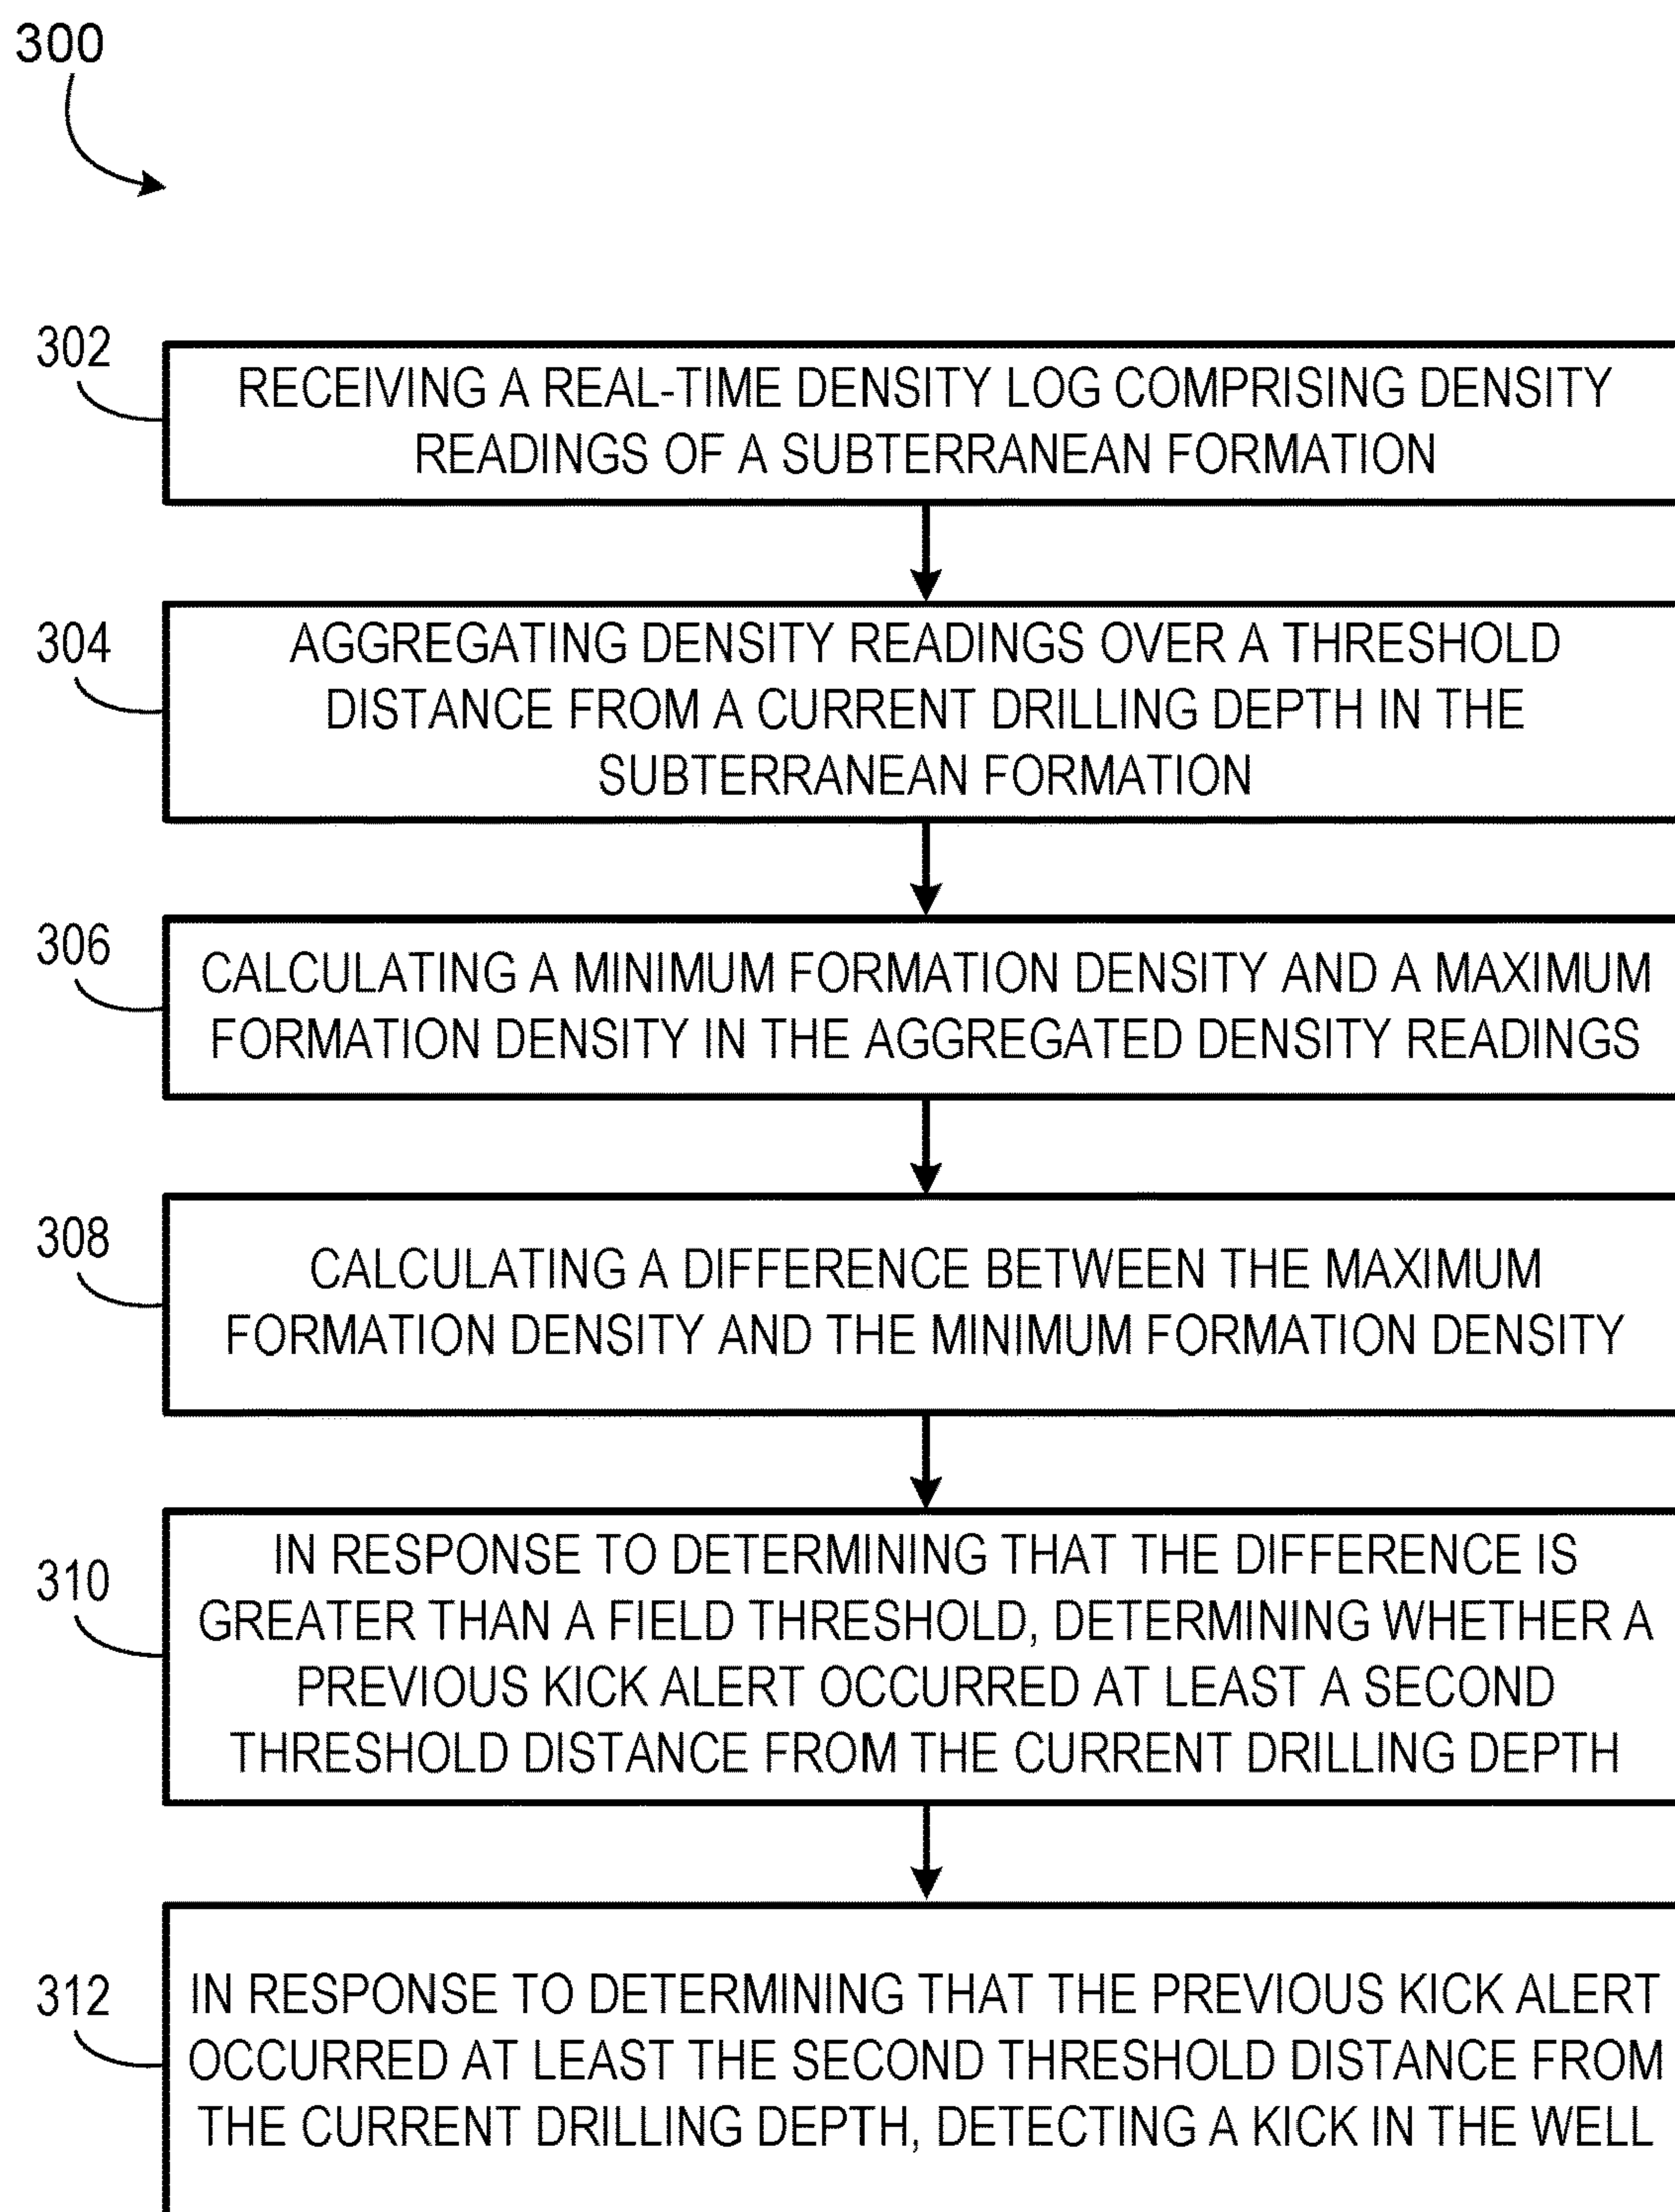 300
302
RECEIVING A REAL-TIME DENSITY LOG COMPRISING DENSITY
READINGS OF A SUBTERRANEAN FORMATION
304
AGGREGATING DENSITY READINGS OVER A THRESHOLD
DISTANCE FROM A CURRENT DRILLING DEPTH IN THE
SUBTERRANEAN FORMATION
306
CALCULATING A MINIMUM FORMATION DENSITY AND A MAXIMUM
FORMATION DENSITY IN THE AGGREGATED DENSITY READINGS
308
CALCULATING A DIFFERENCE BETWEEN THE MAXIMUM
FORMATION DENSITY AND THE MINIMUM FORMATION DENSITY
310
IN RESPONSE TO DETERMINING THAT THE DIFFERENCE IS
GREATER THAN A FIELD THRESHOLD, DETERMINING WHETHER A
PREVIOUS KICK ALERT OCCURRED AT LEAST A SECOND
THRESHOLD DISTANCE FROM THE CURRENT DRILLING DEPTH
312
IN RESPONSE TO DETERMINING THAT THE PREVIOUS KICK ALERT
OCCURRED AT LEAST THE SECOND THRESHOLD DISTANCE FROM
THE CURRENT DRILLING DEPTH, DETECTING A KICK IN THE WELL